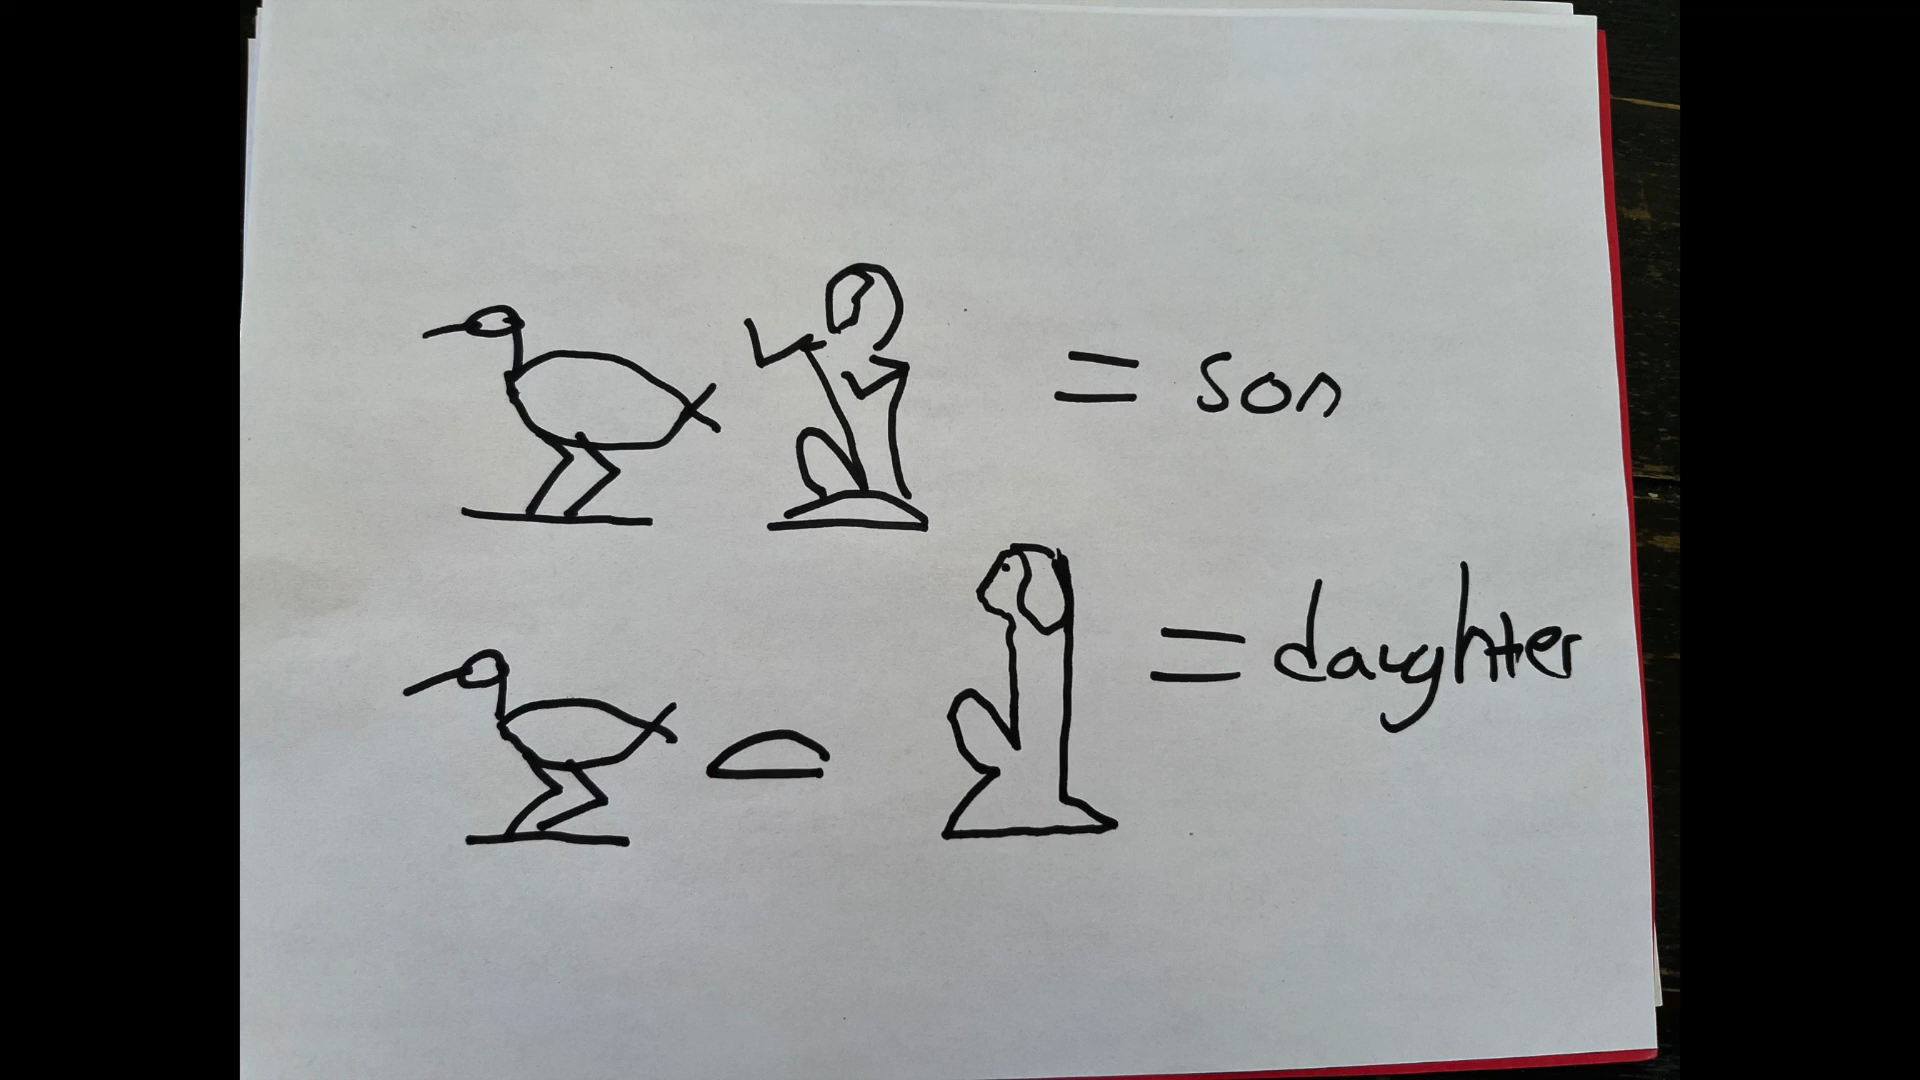 𓅭𓀀 = son
𓅭𓏏𓁐 = daughter